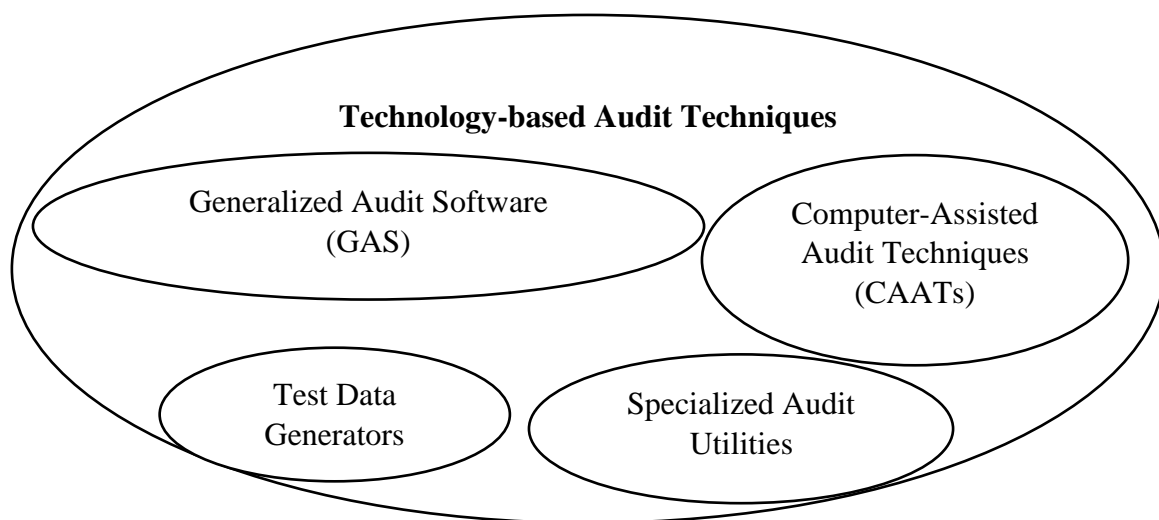 Technology-based Audit Techniques
Generalized Audit Software
(GAS)
Computer-Assisted
Audit Techniques
(CAATs)
Test Data
Generators
Specialized Audit
Utilities